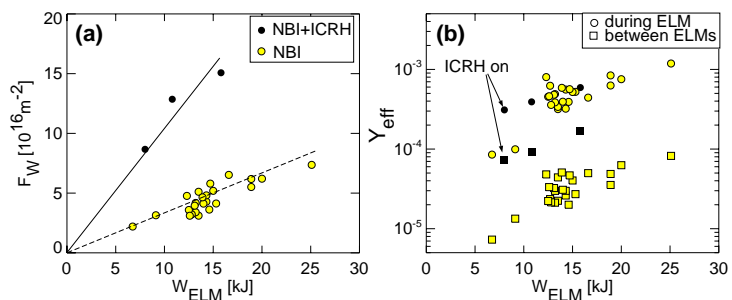 (a)
NBI+ICRH
NBI
F_W [10^16 m^-2]
20
15
10
5
0
0 5 10 15 20 25 30
W_ELM [kJ]
(b)
during ELM
between ELMs
ICRH on
Y_eff
10^-3
10^-4
10^-5
0 5 10 15 20 25 30
W_ELM [kJ]